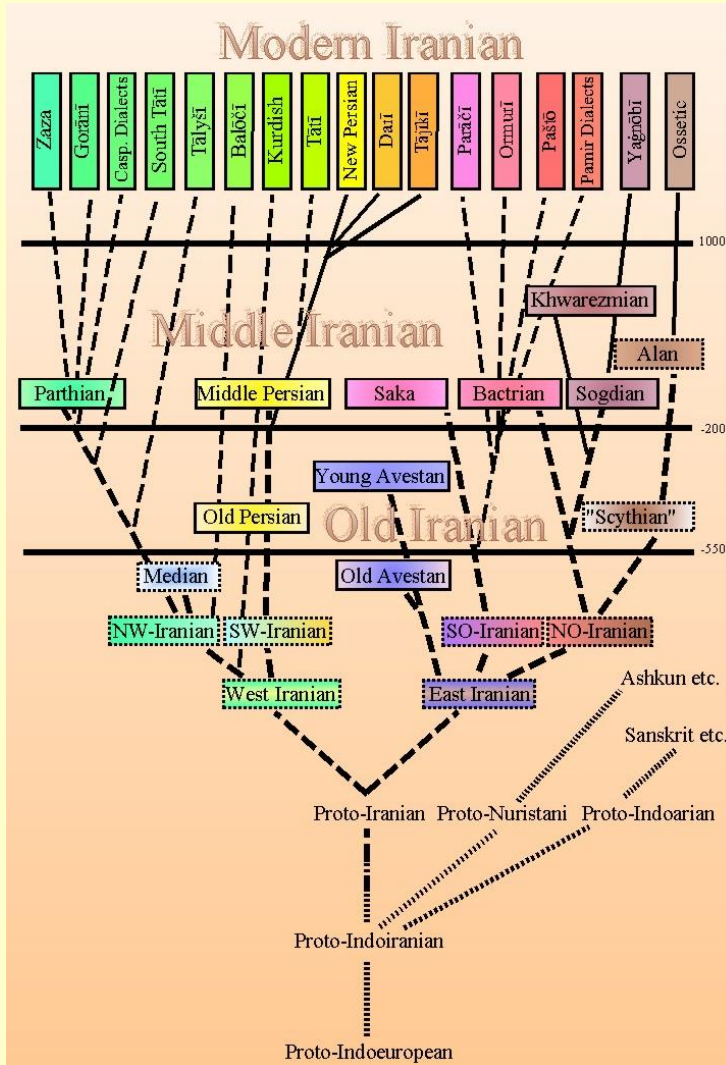 Modern Iranian
Zaza
Gorānī
Casp. Dialects
South Tātī
Tālyšī
Balōčī
Kurdish
Tātī
New Persian
Darī
Tājīkī
Parāčī
Ormurī
Paštō
Pamir Dialects
Yaġnōbī
Ossetic
1000
Khwarezmian
Middle Iranian
Alan
Parthian
Middle Persian
Saka
Bactrian
Sogdian
-200
Young Avestan
Old Persian
Old Iranian
"Scythian"
-550
Median
Old Avestan
NW-Iranian
SW-Iranian
SO-Iranian
NO-Iranian
West Iranian
East Iranian
Ashkun etc.
Sanskrit etc.
Proto-Iranian
Proto-Nuristani
Proto-Indoarian
Proto-Indoiranian
Proto-Indoeuropean